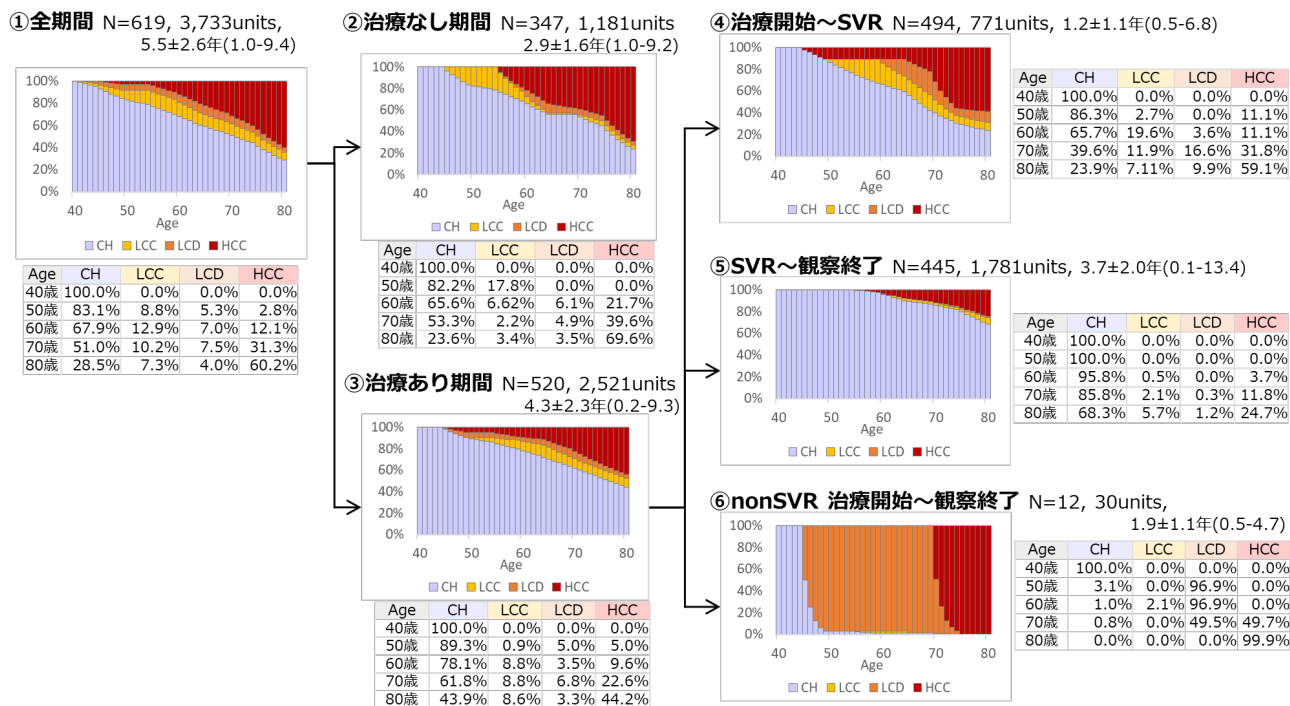 ①全期間 N=619, 3,733units
5.5±2.6年(1.0-9.4)
100%
80%
60%
40%
20%
0%
40 50 60 70 80
Age
CH LCC LCD HCC
Age CH LCC LCD HCC
40歳 100.0% 0.0% 0.0% 0.0%
50歳 83.1% 8.8% 5.3% 2.8%
60歳 67.9% 12.9% 7.0% 12.1%
70歳 51.0% 10.2% 7.5% 31.3%
80歳 28.5% 7.3% 4.0% 60.2%
②治療なし期間 N=347, 1,181units
2.9±1.6年(1.0-9.2)
100%
80%
60%
40%
20%
0%
40 50 60 70 80
Age
CH LCC LCD HCC
Age CH LCC LCD HCC
40歳 100.0% 0.0% 0.0% 0.0%
50歳 82.2% 17.8% 0.0% 0.0%
60歳 65.6% 6.62% 6.1% 21.7%
70歳 53.3% 2.2% 4.9% 39.6%
80歳 23.6% 3.4% 3.5% 69.6%
③治療あり期間 N=520, 2,521units
4.3±2.3年(0.2-9.3)
100%
80%
60%
40%
20%
0%
40 50 60 70 80
Age
CH LCC LCD HCC
Age CH LCC LCD HCC
40歳 100.0% 0.0% 0.0% 0.0%
50歳 89.3% 0.9% 5.0% 5.0%
60歳 78.1% 8.8% 3.5% 9.6%
70歳 61.8% 8.8% 6.8% 22.6%
80歳 43.9% 8.6% 3.3% 44.2%
④治療開始～SVR N=494, 771units, 1.2±1.1年(0.5-6.8)
100%
80%
60%
40%
20%
0%
40 50 60 70 80
Age
CH LCC LCD HCC
Age CH LCC LCD HCC
40歳 100.0% 0.0% 0.0% 0.0%
50歳 86.3% 2.7% 0.0% 11.1%
60歳 65.7% 19.6% 3.6% 11.1%
70歳 39.6% 11.9% 16.6% 31.8%
80歳 23.9% 7.11% 9.9% 59.1%
⑤SVR～観察終了 N=445, 1,781units, 3.7±2.0年(0.1-13.4)
100%
80%
60%
40%
20%
0%
40 50 60 70 80
Age
CH LCC LCD HCC
Age CH LCC LCD HCC
40歳 100.0% 0.0% 0.0% 0.0%
50歳 100.0% 0.0% 0.0% 0.0%
60歳 95.8% 0.5% 0.0% 3.7%
70歳 85.8% 2.1% 0.3% 11.8%
80歳 68.3% 5.7% 1.2% 24.7%
⑥nonSVR 治療開始～観察終了 N=12, 30units,
1.9±1.1年(0.5-4.7)
100%
80%
60%
40%
20%
0%
40 50 60 70 80
Age
CH LCC LCD HCC
Age CH LCC LCD HCC
40歳 100.0% 0.0% 0.0% 0.0%
50歳 3.1% 0.0% 96.9% 0.0%
60歳 1.0% 2.1% 96.9% 0.0%
70歳 0.8% 0.0% 49.5% 49.7%
80歳 0.0% 0.0% 0.0% 99.9%